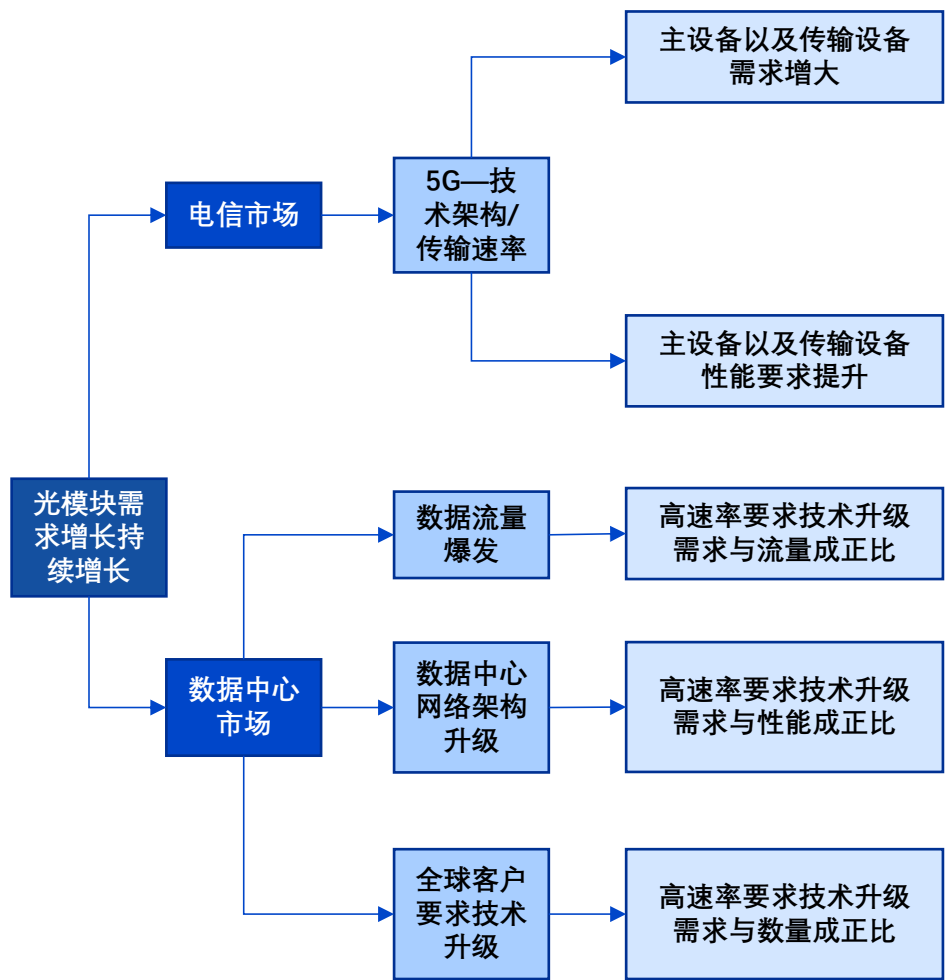 主设备以及传输设备
需求增大
5G—技
术架构/
传输速率
电信市场
主设备以及传输设备
性能要求提升
光模块需
求增长持
续增长
数据流量
爆发
高速率要求技术升级
需求与流量成正比
数据中心
市场
数据中心
网络架构
升级
高速率要求技术升级
需求与性能成正比
全球客户
要求技术
升级
高速率要求技术升级
需求与数量成正比